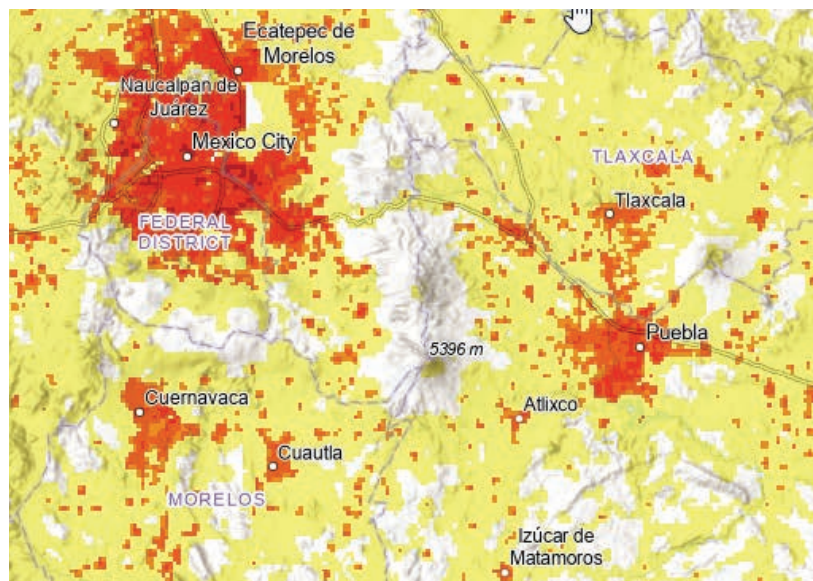 Ecatepec de
Morelos
Naucalpan de
Juárez
Mexico City
TLAXCALA
Tlaxcala
FEDERAL
DISTRICT
Puebla
5396 m
Cuernavaca
Atlixco
Cuautla
MORELOS
Izúcar de
Matamoros